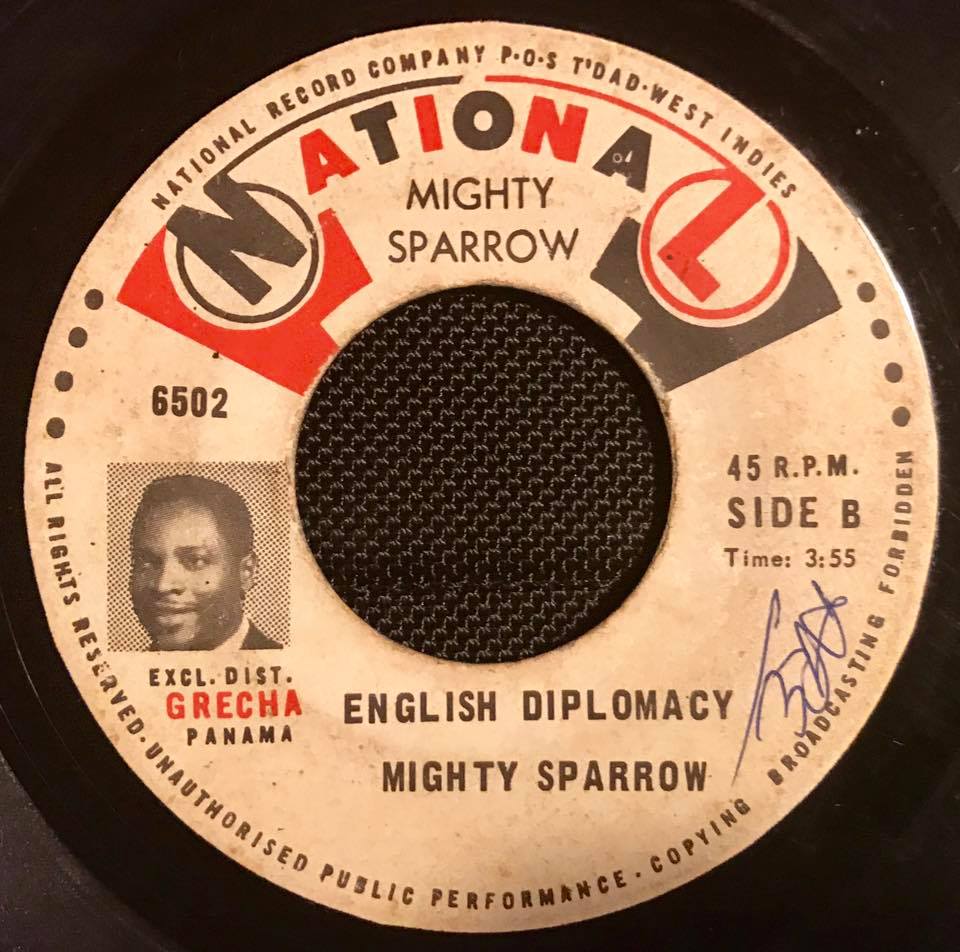 NATIONAL RECORD COMPANY P·O·S T'DAD·WEST INDIES
NATIONAL
MIGHTY
SPARROW
6502
45 R.P.M.
SIDE B
Time: 3:55
EXCL. DIST.
GRECHA
PANAMA
ENGLISH DIPLOMACY
MIGHTY SPARROW
ALL RIGHTS RESERVED·UNAUTHORISED PUBLIC PERFORMANCE·COPYING BROADCASTING FORBIDDEN